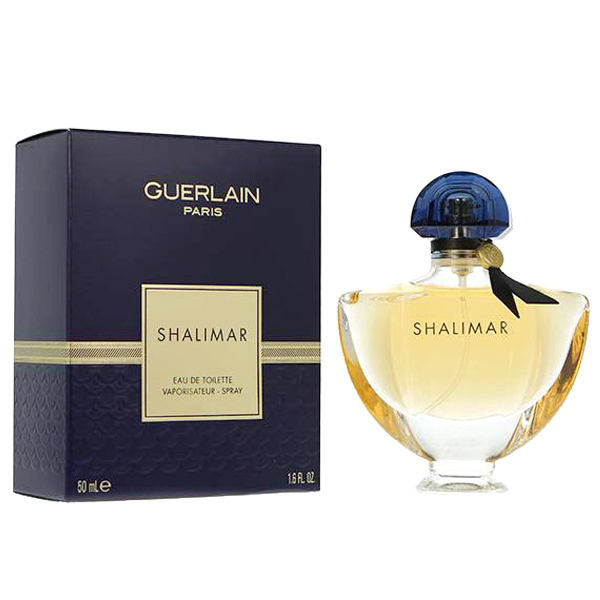 GUERLAIN
PARIS
SHALIMAR
EAU DE TOILETTE
VAPORISATEUR - SPRAY
50 mL e
1.6 FL. OZ.
SHALIMAR